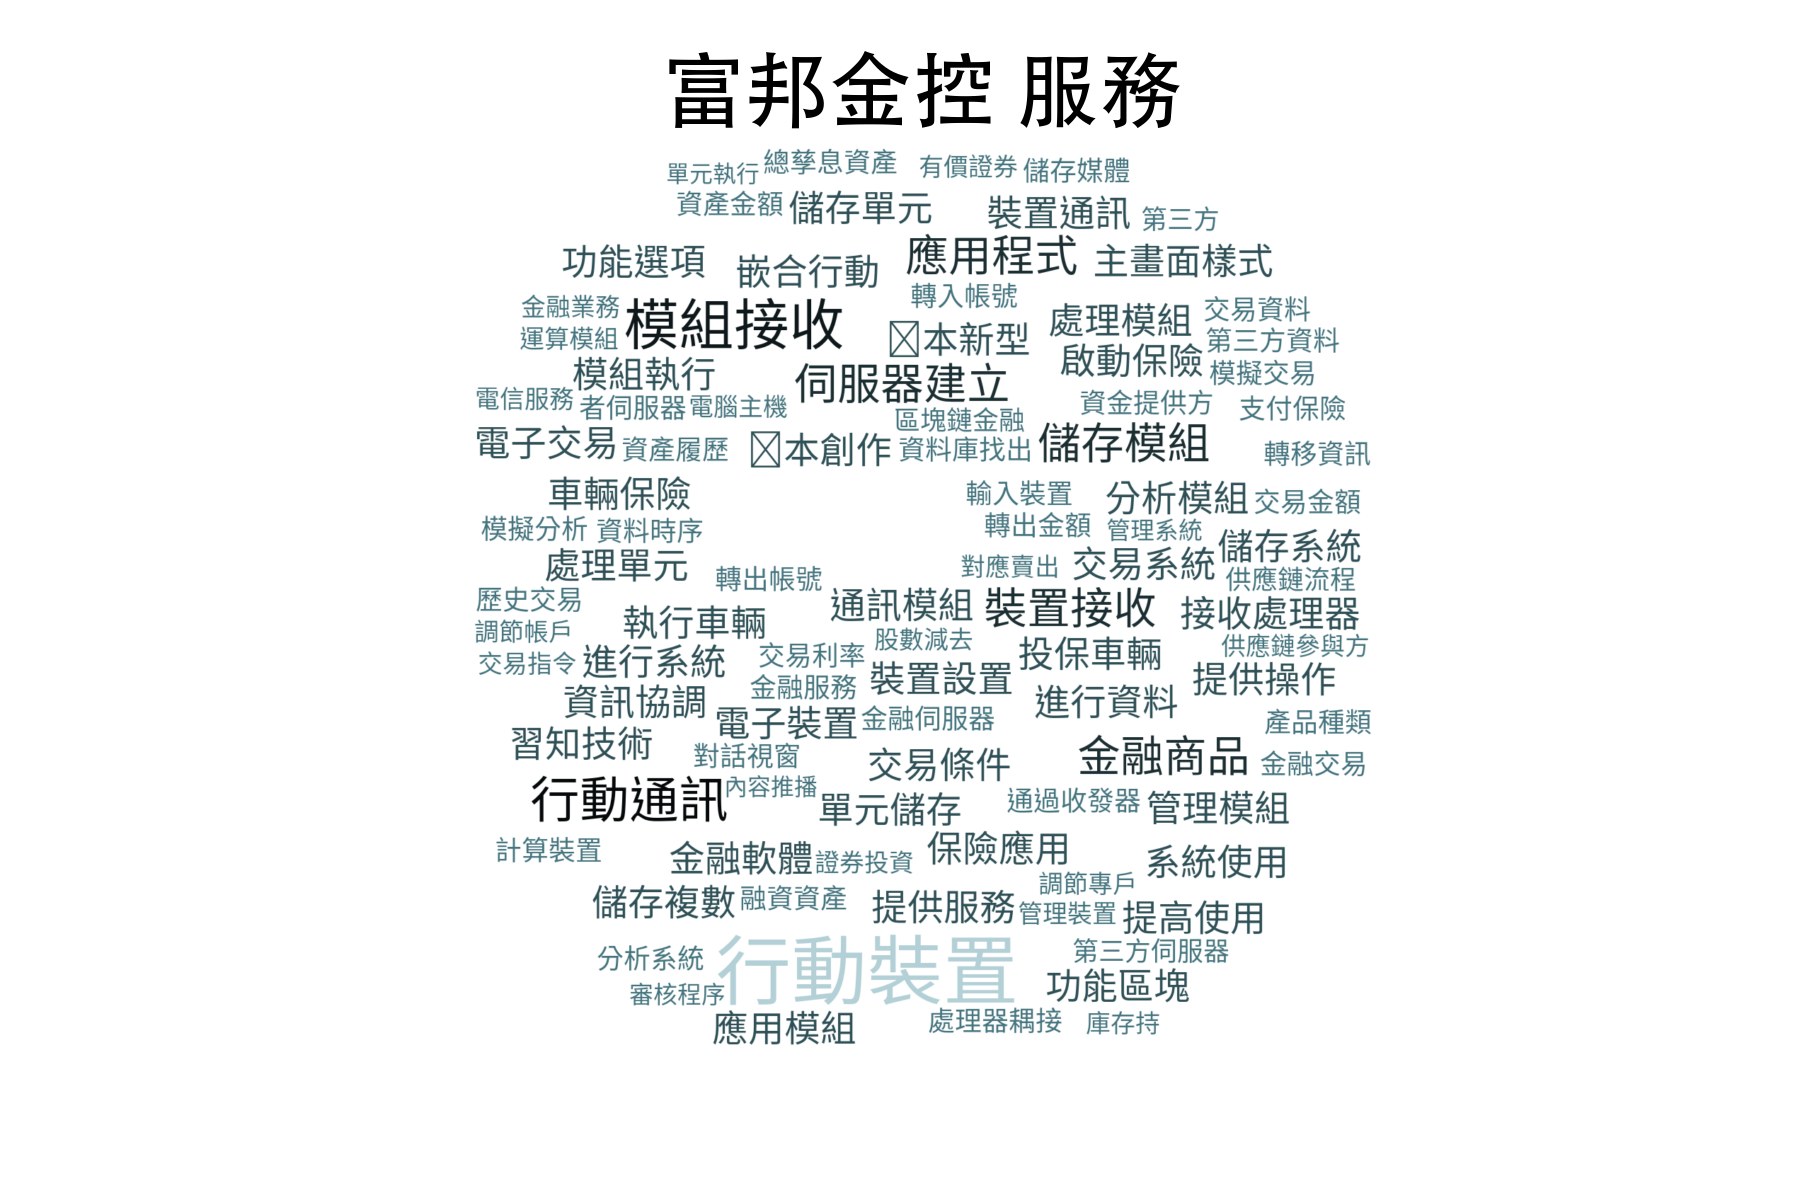 富邦金控 服務
單元執行 總孳息資產 有價證券 儲存媒體
資產金額 儲存單元 裝置通訊 第三方
功能選項 嵌合行動 應用程式 主畫面樣式
金融業務 模組接收 轉入帳號 處理模組 交易資料
運算模組 本新型 第三方資料
模組執行 伺服器建立 啟動保險 模擬交易
電信服務 者伺服器 電腦主機 資金提供方 支付保險
區塊鏈金融
電子交易 資產履歷 本創作 資料庫找出 儲存模組 轉移資訊
車輛保險 輸入裝置 分析模組 交易金額
模擬分析 資料時序 轉出金額 管理系統 儲存系統
處理單元 轉出帳號 對應賣出 交易系統 供應鏈流程
歷史交易 執行車輛 通訊模組 裝置接收 接收處理器
調節帳戶 股數減去 供應鏈參與方
交易指令 進行系統 交易利率 投保車輛
金融服務 裝置設置 提供操作
資訊協調 電子裝置 金融伺服器 進行資料 產品種類
習知技術 對話視窗 交易條件 金融商品 金融交易
行動通訊 內容推播 單元儲存 通過收發器 管理模組
計算裝置 金融軟體 證券投資 保險應用 系統使用
調節專戶
儲存複數 融資資產 提供服務 管理裝置 提高使用
分析系統 行動裝置 第三方伺服器
審核程序 功能區塊
應用模組 處理器耦接 庫存持